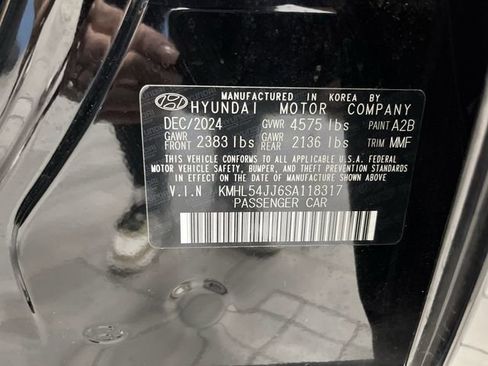 MANUFACTURED IN KOREA BY
HYUNDAI MOTOR COMPANY
DEC/2024 GVWR 4575 lbs PAINT A2B
GAWR FRONT 2383 lbs GAWR REAR 2136 lbs TRIM MMF
THIS VEHICLE CONFORMS TO ALL APPLICABLE U.S.A. FEDERAL
MOTOR VEHICLE SAFETY, BUMPER, AND THEFT PREVENTION STANDARDS
IN EFFECT ON THE DATE OF MANUFACTURE SHOWN ABOVE.
V.I.N KMHL54JJ6SA118317
PASSENGER CAR